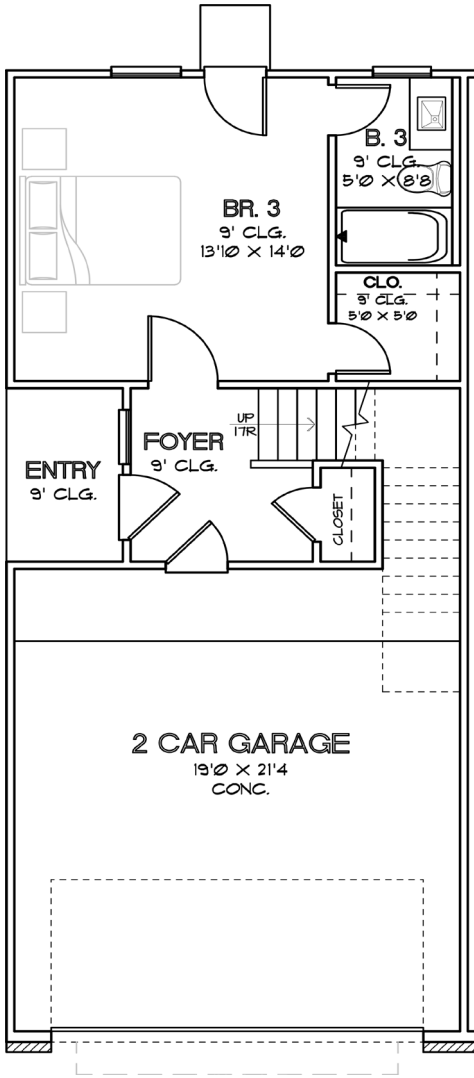 B. 3
9' CLG.
5'0 X 8'8
BR. 3
9' CLG.
13'10 X 14'0
CLO.
9' CLG.
5'0 X 5'0
UP
17R
FOYER
9' CLG.
ENTRY
9' CLG.
CLOSET
2 CAR GARAGE
19'0 X 21'4
CONC.